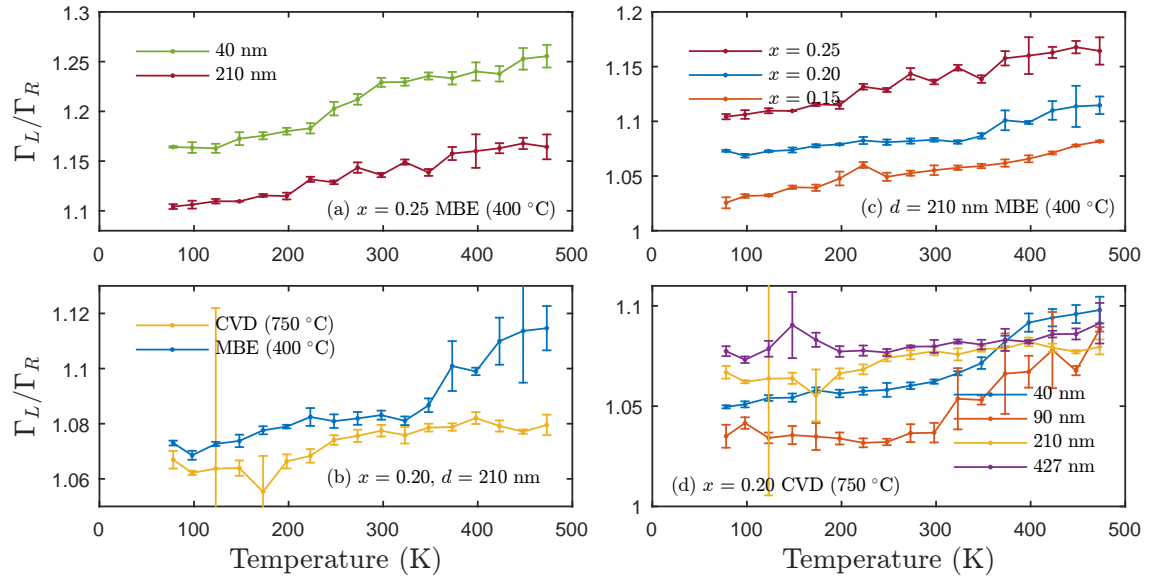 1.3
1.25
1.2
1.15
1.1
Γ_L/Γ_R
40 nm
210 nm
(a) x = 0.25 MBE (400 °C)
0 100 200 300 400 500
1.2
1.15
1.1
1.05
1
x = 0.25
x = 0.20
x = 0.15
(c) d = 210 nm MBE (400 °C)
0 100 200 300 400 500
1.12
1.1
1.08
1.06
Γ_L/Γ_R
CVD (750 °C)
MBE (400 °C)
(b) x = 0.20, d = 210 nm
0 100 200 300 400 500
Temperature (K)
1.1
1.05
1
40 nm
90 nm
210 nm
427 nm
(d) x = 0.20 CVD (750 °C)
0 100 200 300 400 500
Temperature (K)